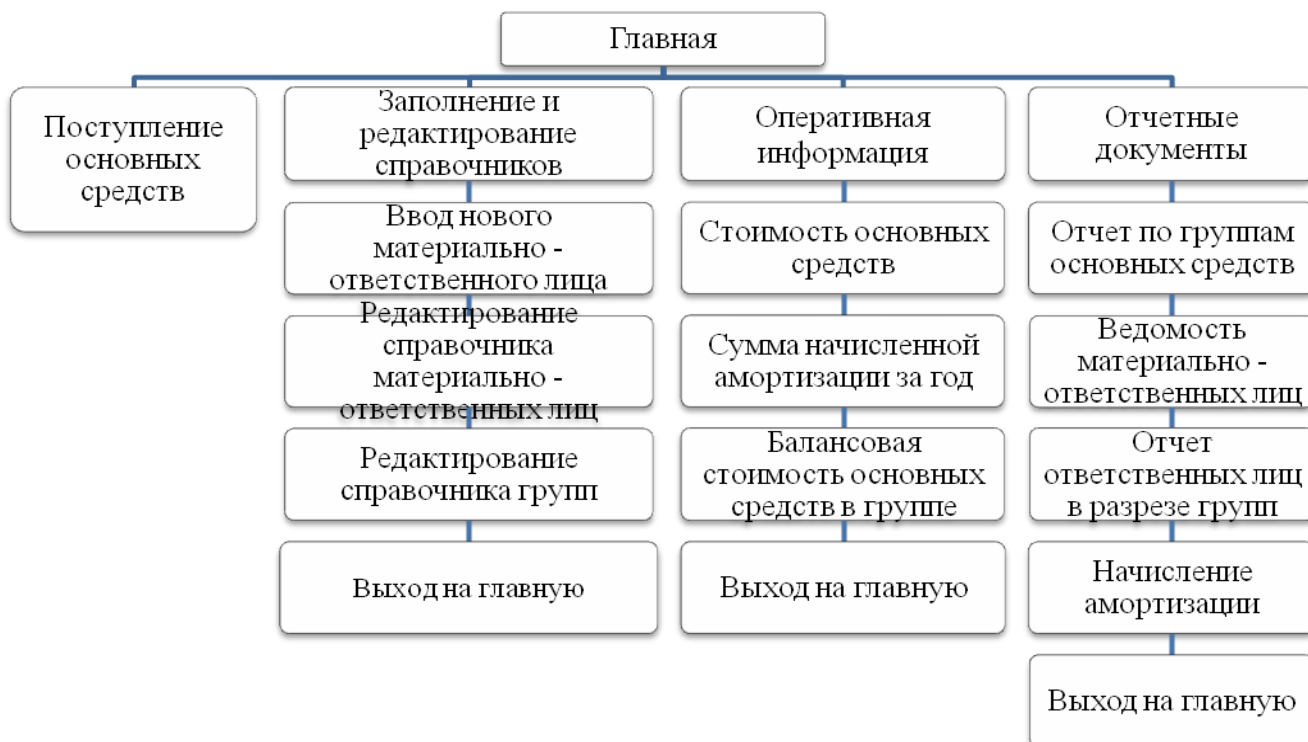 Главная
Поступление
основных
средств
Заполнение и
редактирование
справочников
Ввод нового
материально -
ответственного лица
Редактирование
справочника
материально -
ответственных лиц
Редактирование
справочника групп
Выход на главную
Оперативная
информация
Стоимость основных
средств
Сумма начисленной
амортизации за год
Балансовая
стоимость основных
средств в группе
Выход на главную
Отчетные
документы
Отчет по группам
основных средств
Ведомость
материально -
ответственных лиц
Отчет
ответственных лиц
в разрезе групп
Начисление
амортизации
Выход на главную